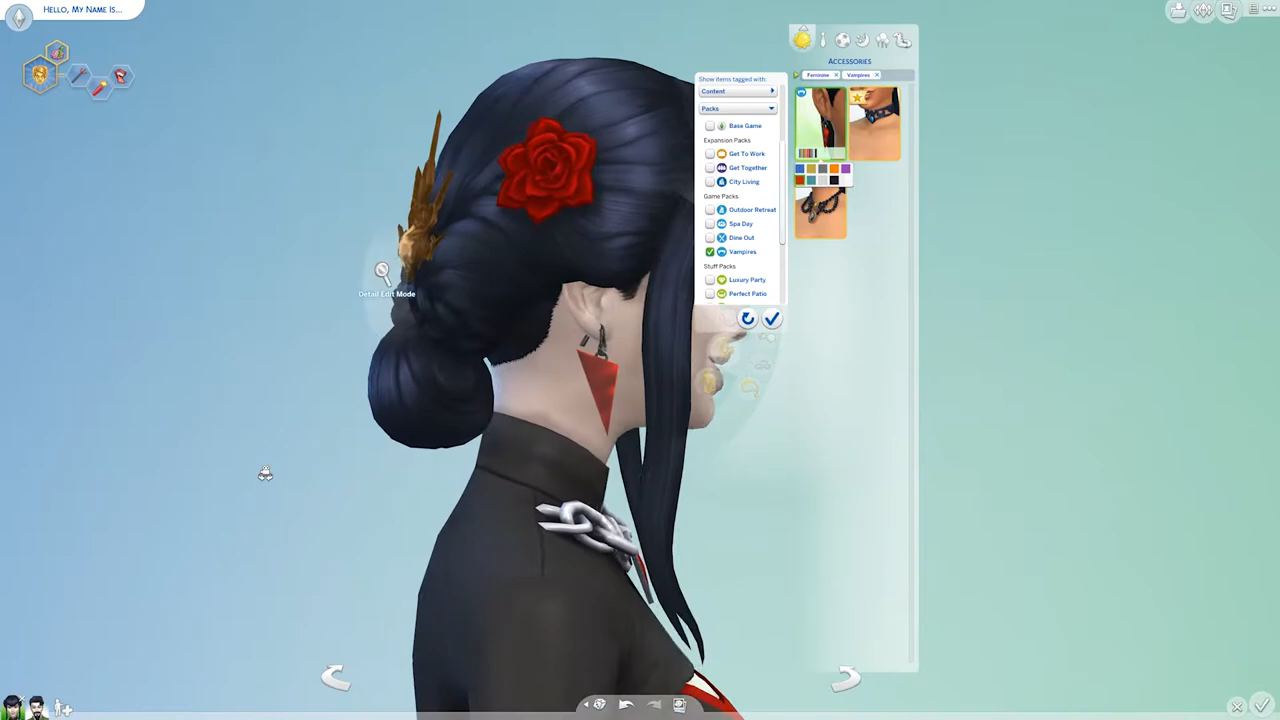 Hello, My Name Is...
Accessories
Feminine
Vampires
Show items tagged with:
Content
Packs
Base Game
Expansion Packs
Get To Work
Get Together
City Living
Game Packs
Outdoor Retreat
Spa Day
Dine Out
Vampires
Stuff Packs
Luxury Party
Perfect Patio
Detail Edit Mode